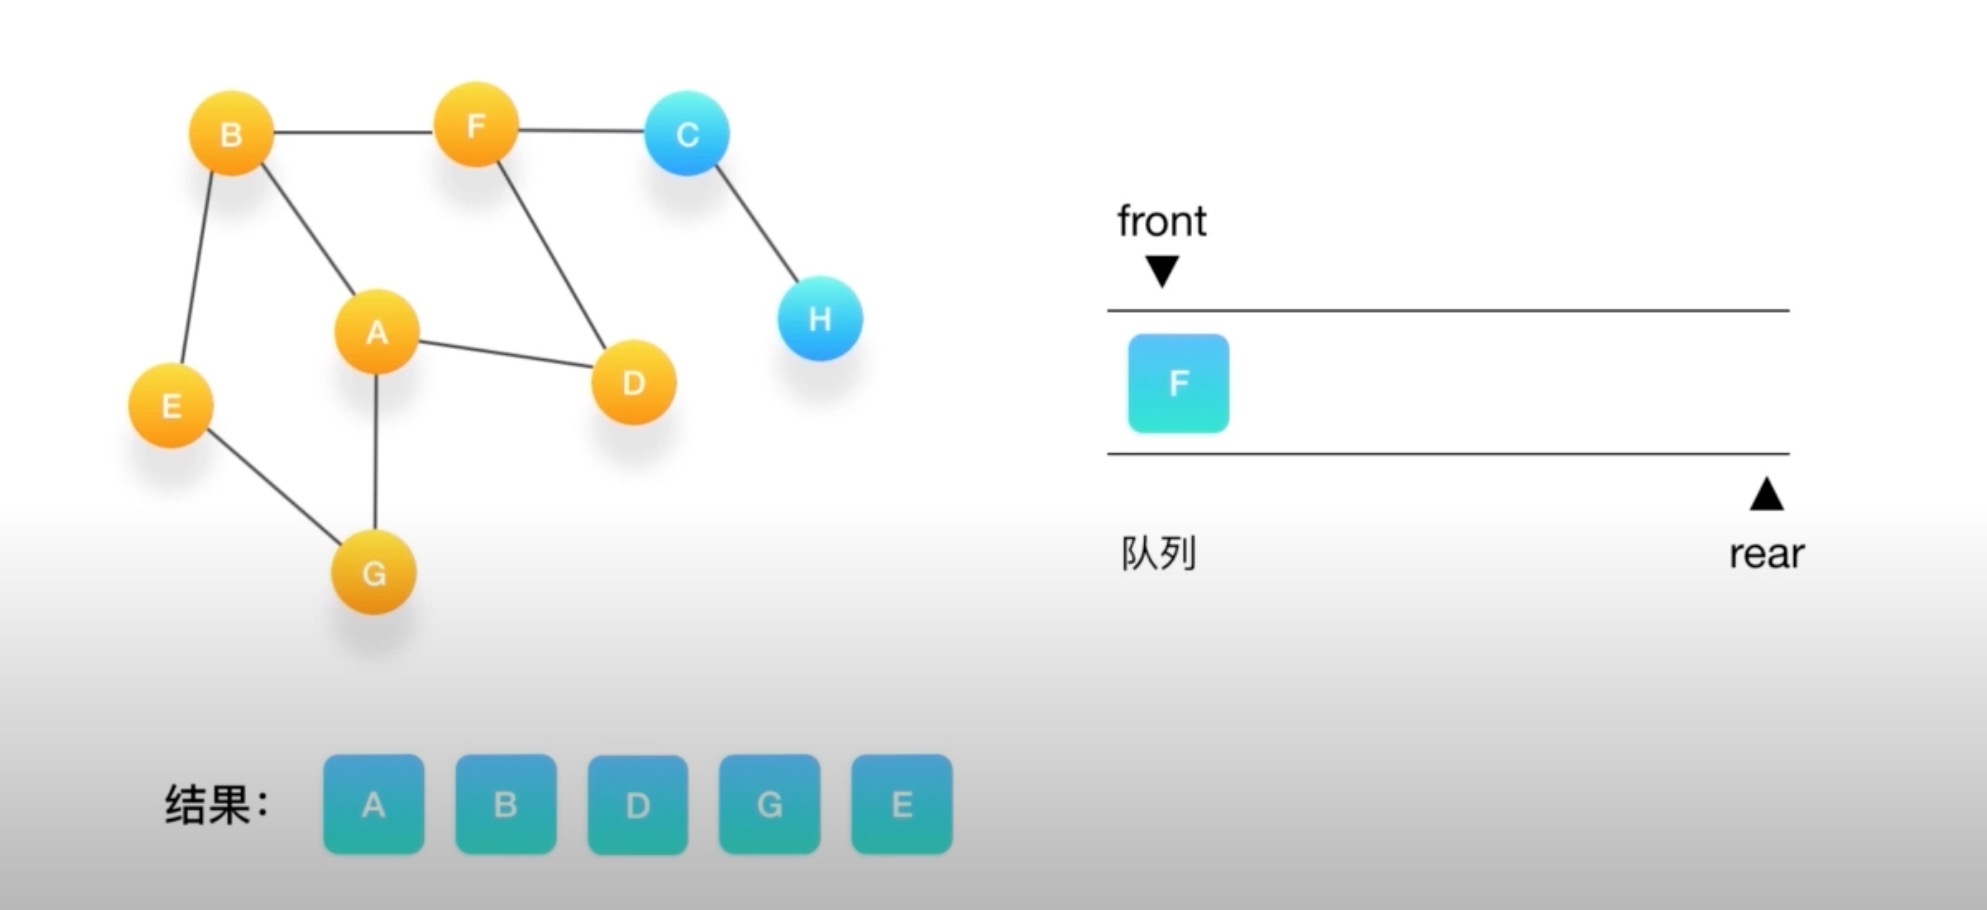 B F C
A H
E D
G
front
F
队列
rear
结果： A B D G E